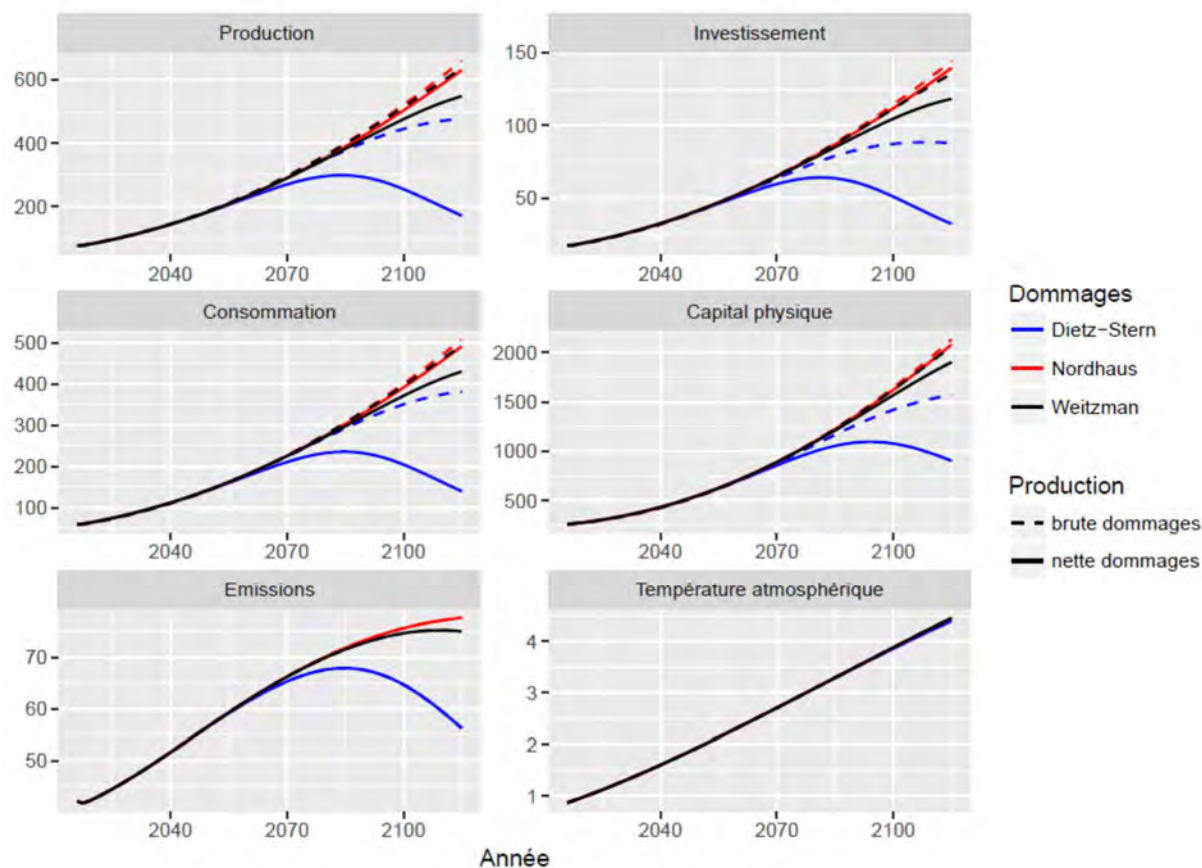 Production
Investissement
600
400
200
150
100
50
2040
2070
2100
2040
2070
2100
Consommation
Capital physique
500
400
300
200
100
2000
1500
1000
500
2040
2070
2100
2040
2070
2100
Emissions
Température atmosphérique
70
60
50
4
3
2
1
2040
2070
2100
2040
2070
2100
Année
Dommages
Dietz−Stern
Nordhaus
Weitzman
Production
brute dommages
nette dommages